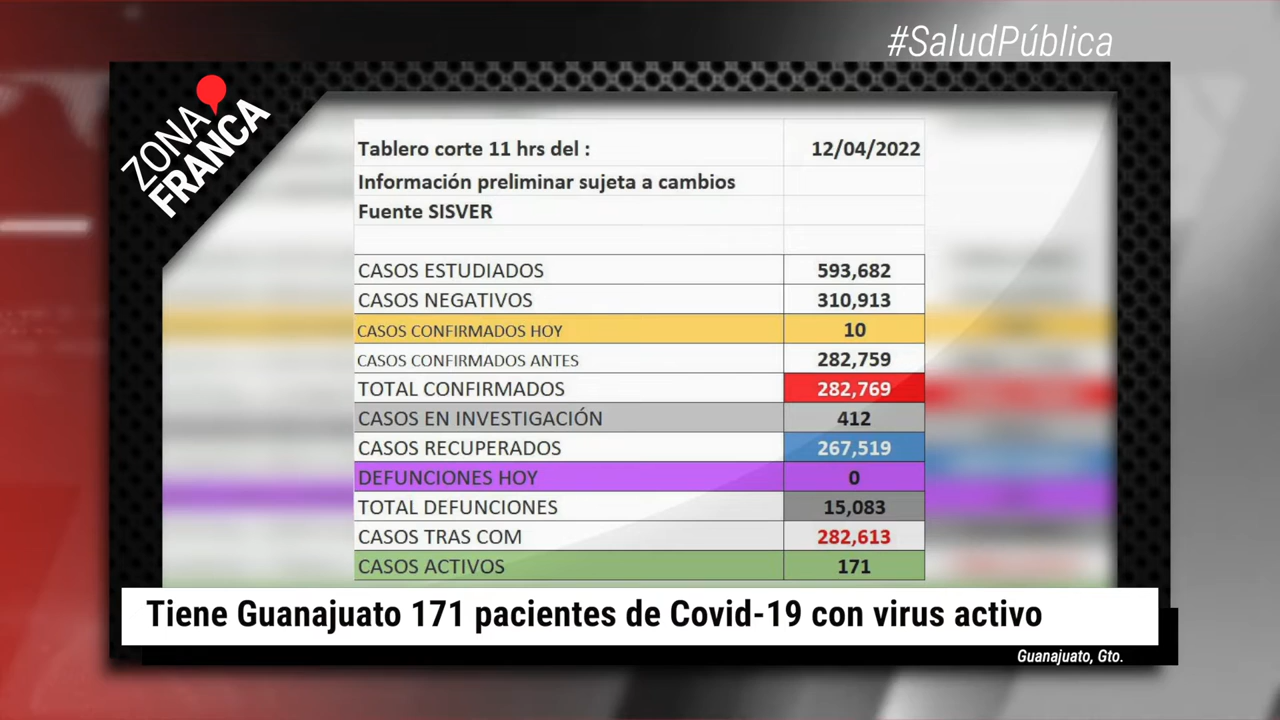 #SaludPública
ZONA
FRANCA
Tablero corte 11 hrs del : 12/04/2022
Información preliminar sujeta a cambios
Fuente SISVER
CASOS ESTUDIADOS 593,682
CASOS NEGATIVOS 310,913
CASOS CONFIRMADOS HOY 10
CASOS CONFIRMADOS ANTES 282,759
TOTAL CONFIRMADOS 282,769
CASOS EN INVESTIGACIÓN 412
CASOS RECUPERADOS 267,519
DEFUNCIONES HOY 0
TOTAL DEFUNCIONES 15,083
CASOS TRAS COM 282,613
CASOS ACTIVOS 171
Tiene Guanajuato 171 pacientes de Covid-19 con virus activo
Guanajuato, Gto.